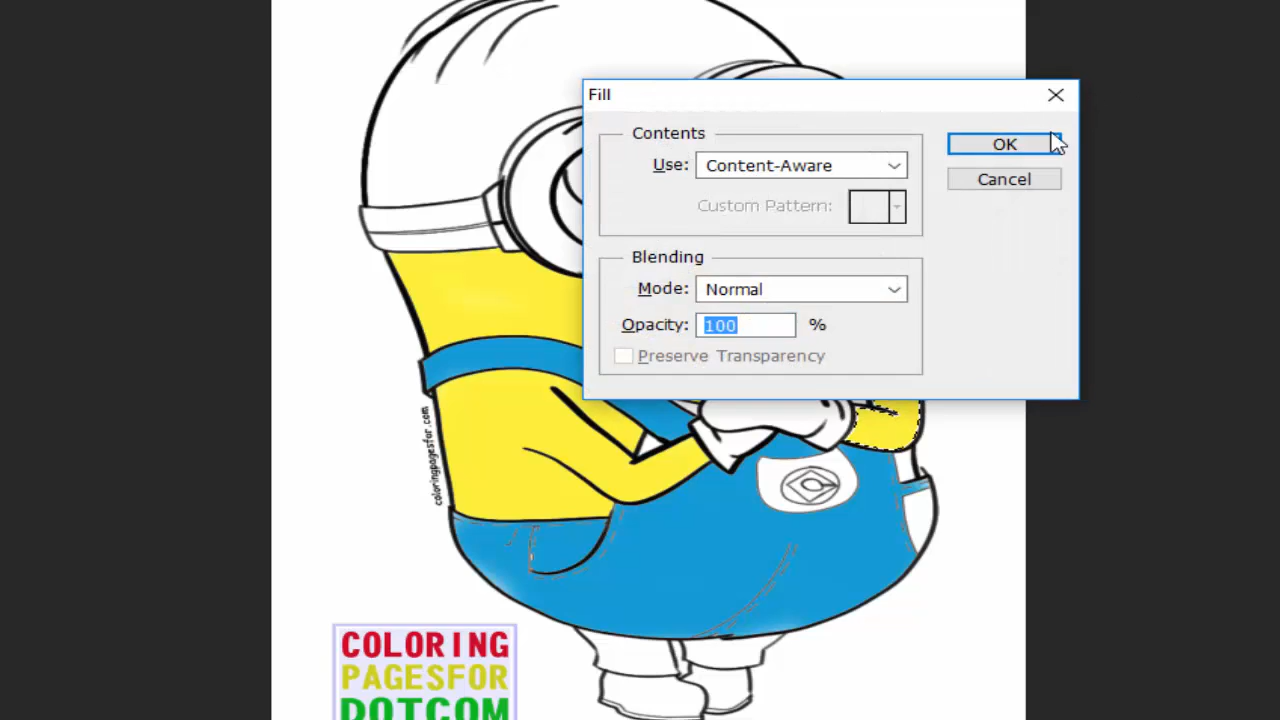 Fill
Contents
Use: Content-Aware
OK
Cancel
Custom Pattern:
Blending
Mode: Normal
Opacity: 100 %
Preserve Transparency
coloringpagesfor.com
COLORING
PAGESFOR
DOTCOM